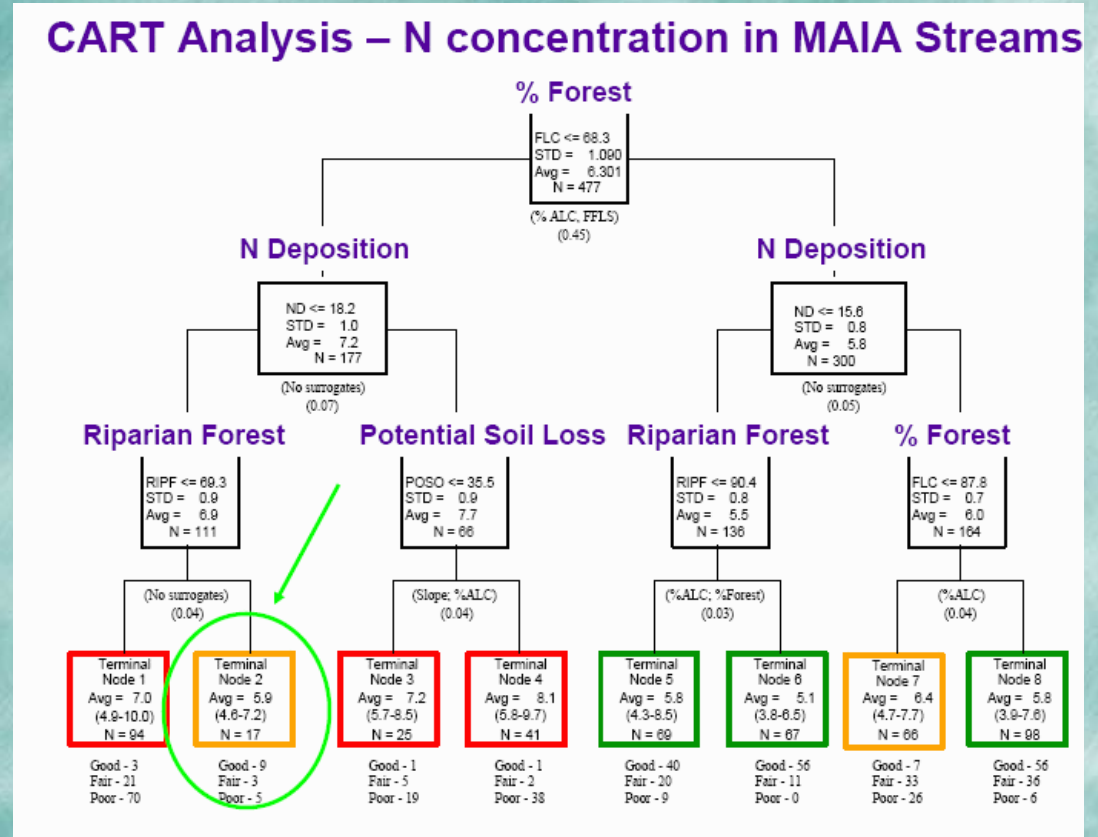 CART Analysis – N concentration in MAIA Streams
% Forest
FLC <= 68.3
STD = 1.090
Avg = 6.301
N = 477
(% ALC, FFLS)
(0.45)
N Deposition
ND <= 18.2
STD = 1.0
Avg = 7.2
N = 177
(No surrogates)
(0.07)
N Deposition
ND <= 15.6
STD = 0.8
Avg = 5.8
N = 300
(No surrogates)
(0.05)
Riparian Forest
RIPF <= 69.3
STD = 0.9
Avg = 6.9
N = 111
(No surrogates)
(0.04)
Potential Soil Loss
POSO <= 35.5
STD = 0.9
Avg = 7.7
N = 66
(Slope; %ALC)
(0.04)
Riparian Forest
RIPF <= 90.4
STD = 0.8
Avg = 5.5
N = 136
(%ALC; %Forest)
(0.03)
% Forest
FLC <= 87.8
STD = 0.7
Avg = 6.0
N = 164
(%ALC)
(0.04)
Terminal
Node 1
Avg = 7.0
(4.9-10.0)
N = 94
Good - 3
Fair - 21
Poor - 70
Terminal
Node 2
Avg = 5.9
(4.6-7.2)
N = 17
Good - 9
Fair - 3
Poor - 5
Terminal
Node 3
Avg = 7.2
(5.7-8.5)
N = 25
Good - 1
Fair - 5
Poor - 19
Terminal
Node 4
Avg = 8.1
(5.8-9.7)
N = 41
Good - 1
Fair - 2
Poor - 38
Terminal
Node 5
Avg = 5.8
(4.3-8.5)
N = 69
Good - 40
Fair - 20
Poor - 9
Terminal
Node 6
Avg = 5.1
(3.8-6.5)
N = 67
Good - 56
Fair - 11
Poor - 0
Terminal
Node 7
Avg = 6.4
(4.7-7.7)
N = 66
Good - 7
Fair - 33
Poor - 26
Terminal
Node 8
Avg = 5.8
(3.9-7.6)
N = 98
Good - 56
Fair - 36
Poor - 6